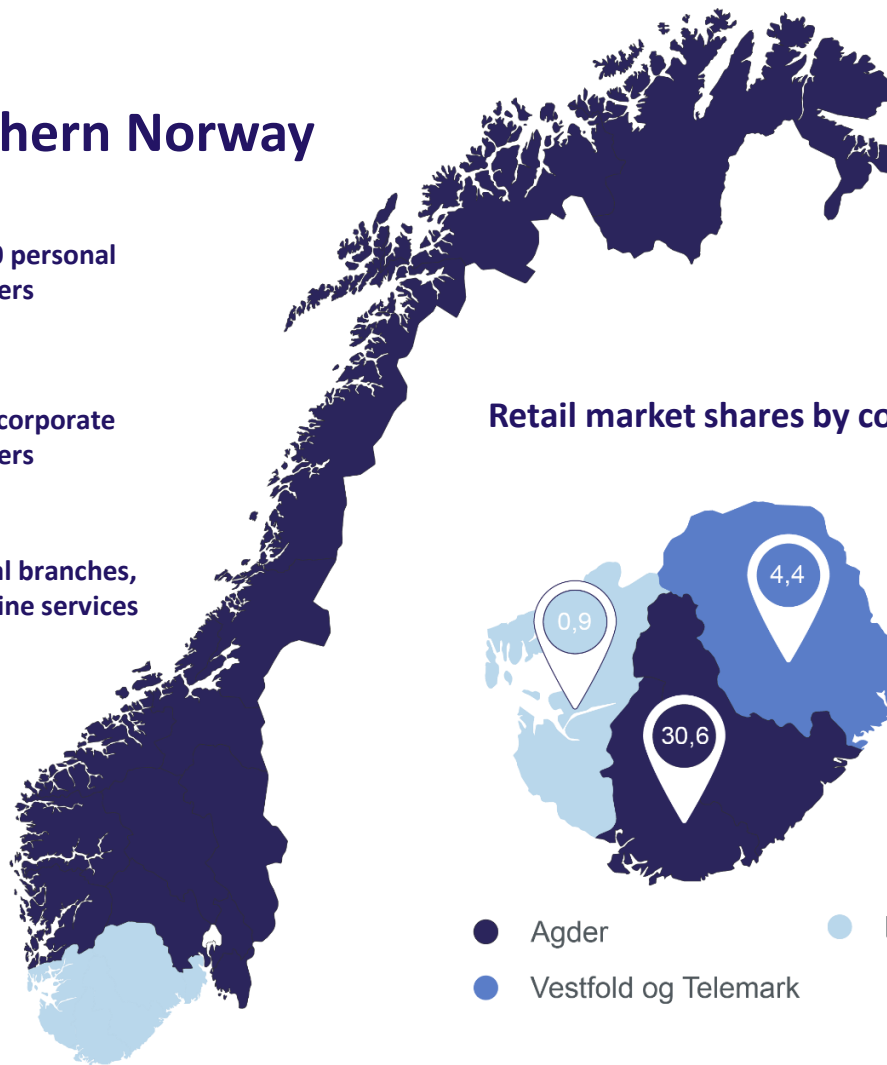 hern Norway
0 personal
ers
corporate
ers
al branches,
ine services
Retail market shares by co
4,4
0,9
30,6
Agder
Vestfold og Telemark